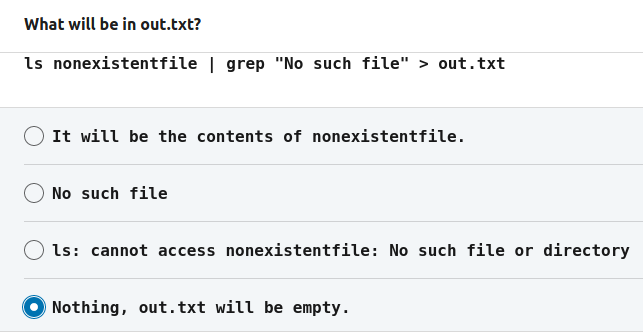 What will be in out.txt?
ls nonexistentfile | grep "No such file" > out.txt
It will be the contents of nonexistentfile.
No such file
ls: cannot access nonexistentfile: No such file or directory
Nothing, out.txt will be empty.